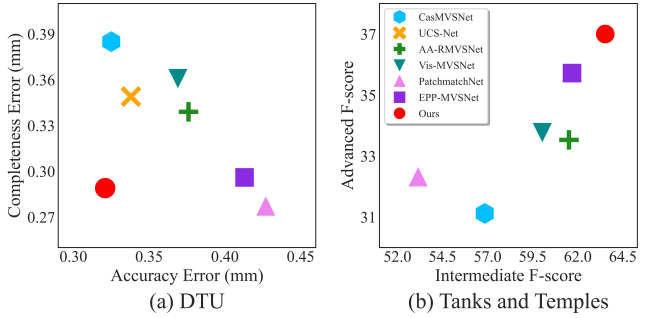 Completeness Error (mm)
0.39
0.36
0.33
0.30
0.27
0.30
0.35
0.40
0.45
Accuracy Error (mm)
(a) DTU
Advanced F-score
37
35
33
31
CasMVSNet
UCS-Net
AA-RMVSNet
Vis-MVSNet
PatchmatchNet
EPP-MVSNet
Ours
52.0
54.5
57.0
59.5
62.0
64.5
Intermediate F-score
(b) Tanks and Temples